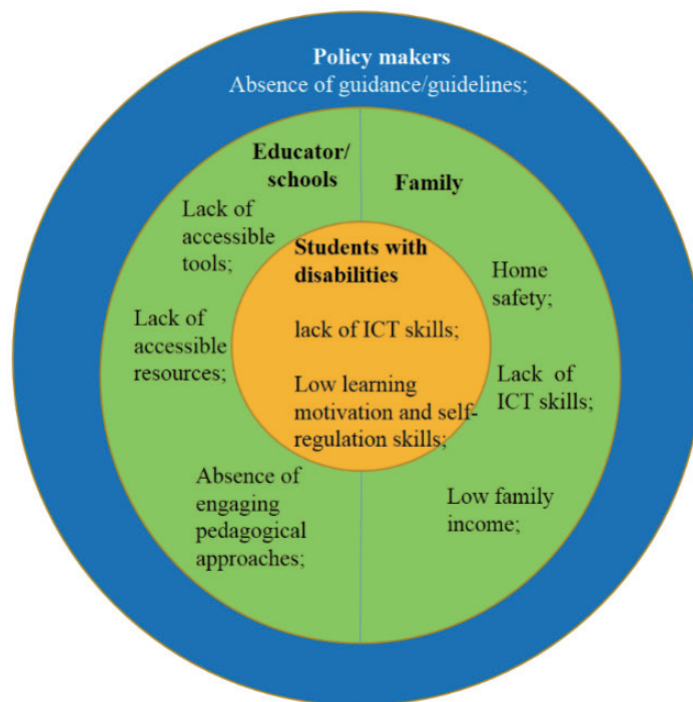 Policy makers
Absence of guidance/guidelines;
Educator/
schools
Lack of
accessible
tools;
Lack of
accessible
resources;
Absence of
engaging
pedagogical
approaches;
Students with
disabilities
lack of ICT skills;
Low learning
motivation and self-
regulation skills;
Family
Home
safety;
Lack of
ICT skills;
Low family
income;